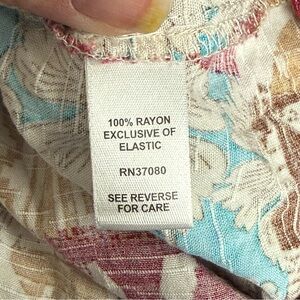 100% RAYON
EXCLUSIVE OF
ELASTIC
RN37080
SEE REVERSE
FOR CARE